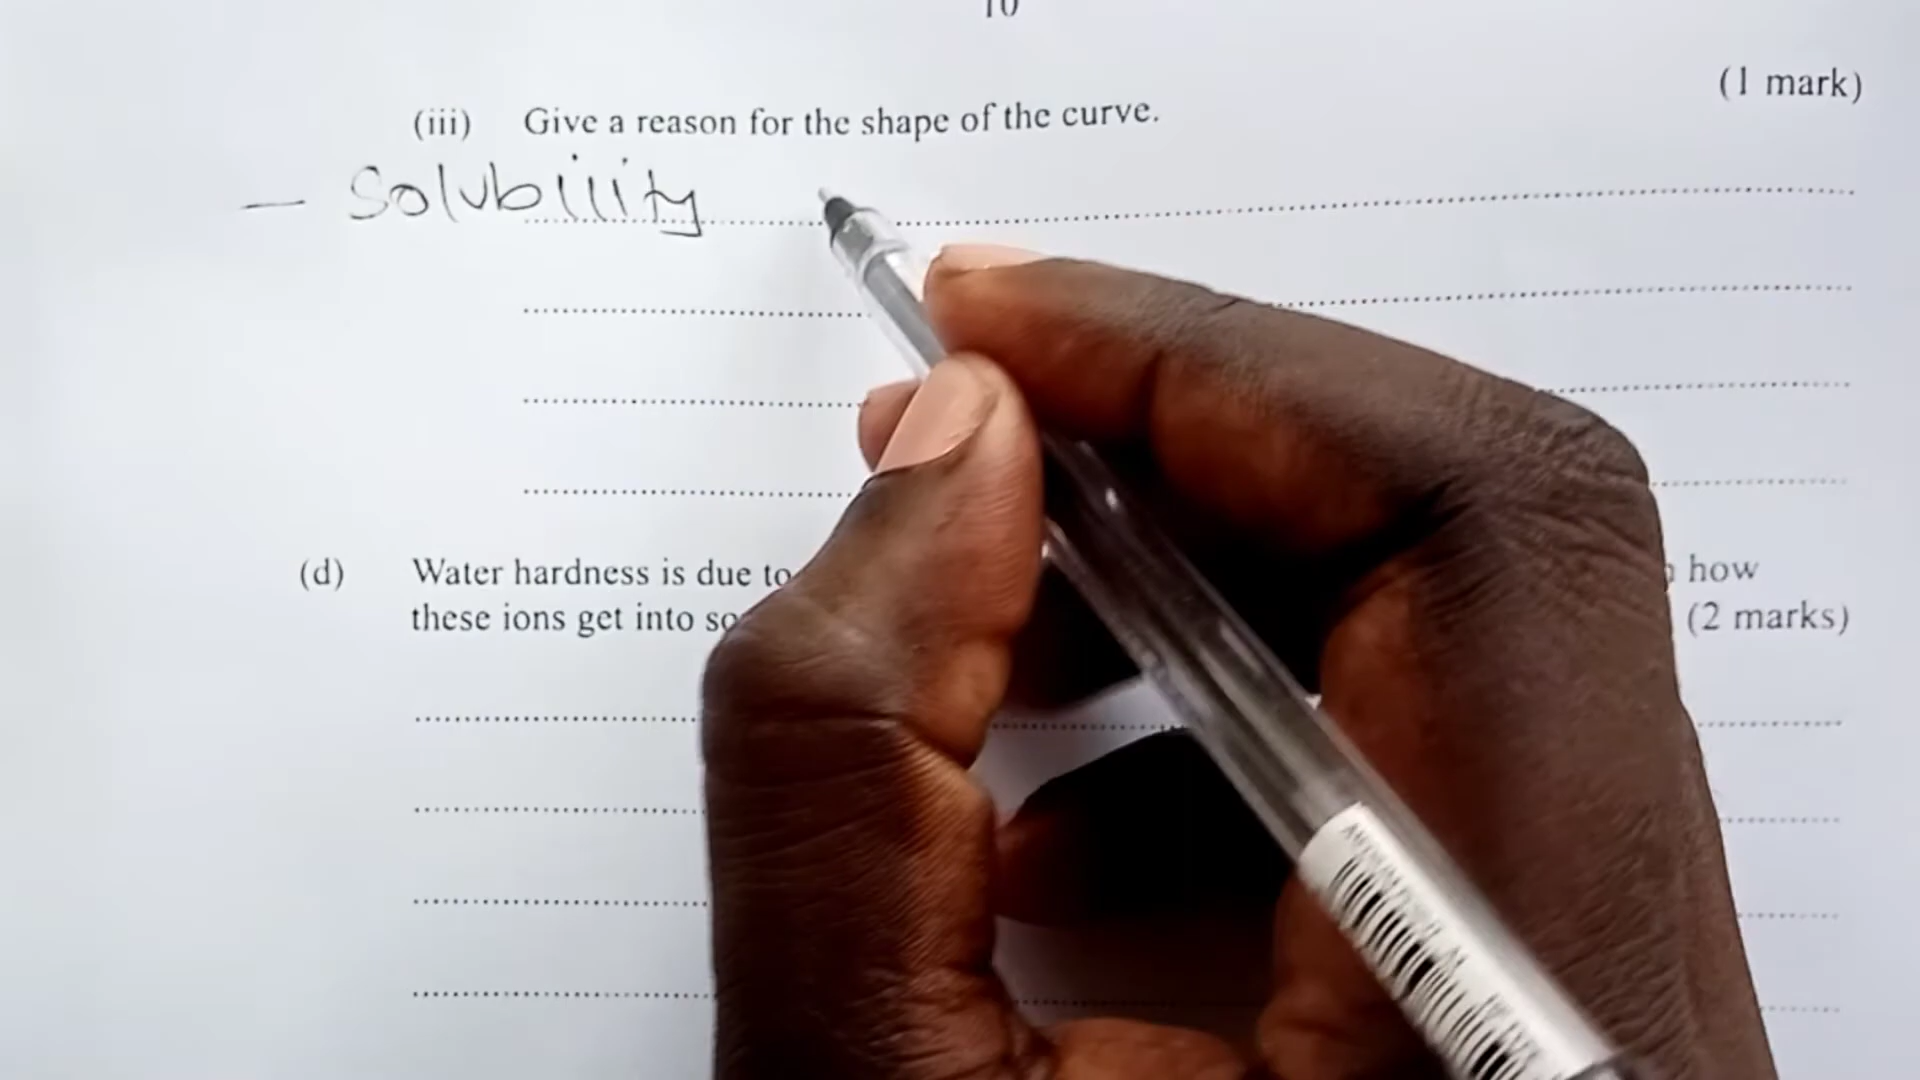 10
(1 mark)
(iii) Give a reason for the shape of the curve.
— Solubility
(d) Water hardness is due to how
these ions get into (2 marks)